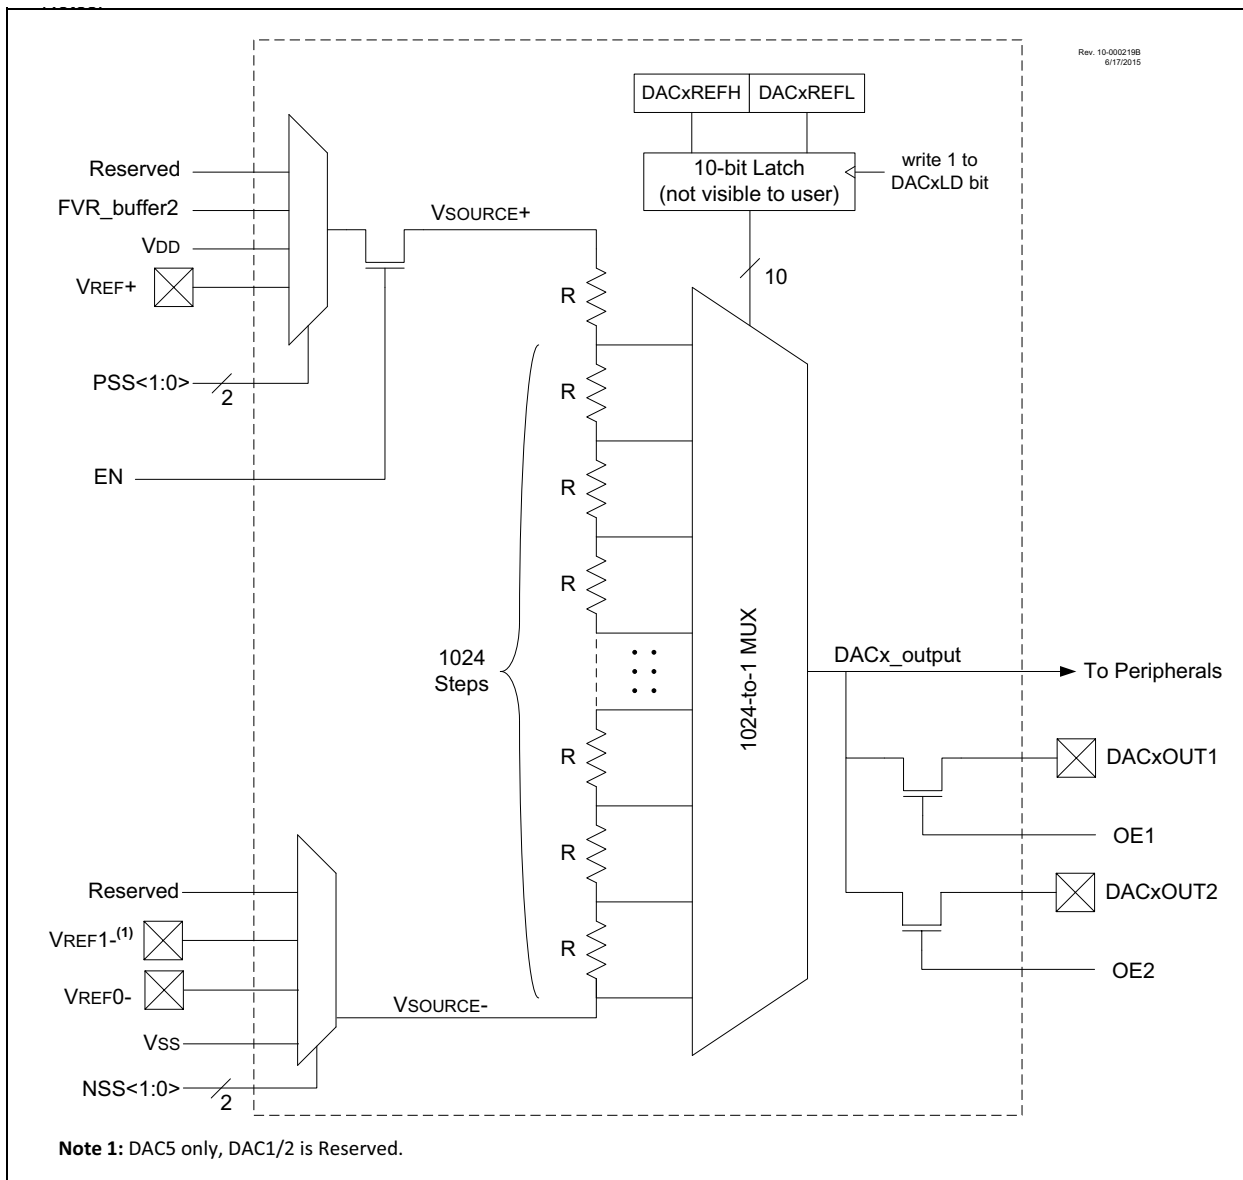 Rev. 10-000219B
6/17/2015
DACxREFH DACxREFL
10-bit Latch
(not visible to user)
write 1 to
DACxLD bit
10
Reserved
FVR_buffer2
VDD
VREF+
PSS<1:0>
2
EN
VSOURCE+
R
R
R
R
1024
Steps
R
R
R
1024-to-1 MUX
DACx_output
To Peripherals
DACxOUT1
OE1
DACxOUT2
OE2
Reserved
VREF1-(1)
VREF0-
VSS
NSS<1:0>
2
VSOURCE-
Note 1: DAC5 only, DAC1/2 is Reserved.